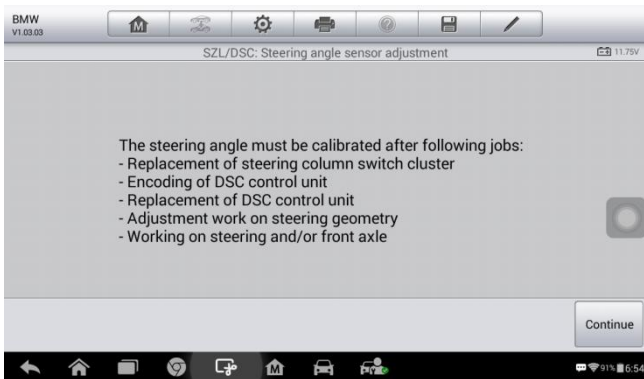 BMW
V1.03.03
M
SZL/DSC: Steering angle sensor adjustment
11.75V
The steering angle must be calibrated after following jobs:
- Replacement of steering column switch cluster
- Encoding of DSC control unit
- Replacement of DSC control unit
- Adjustment work on steering geometry
- Working on steering and/or front axle
Continue
M
91%
6:54